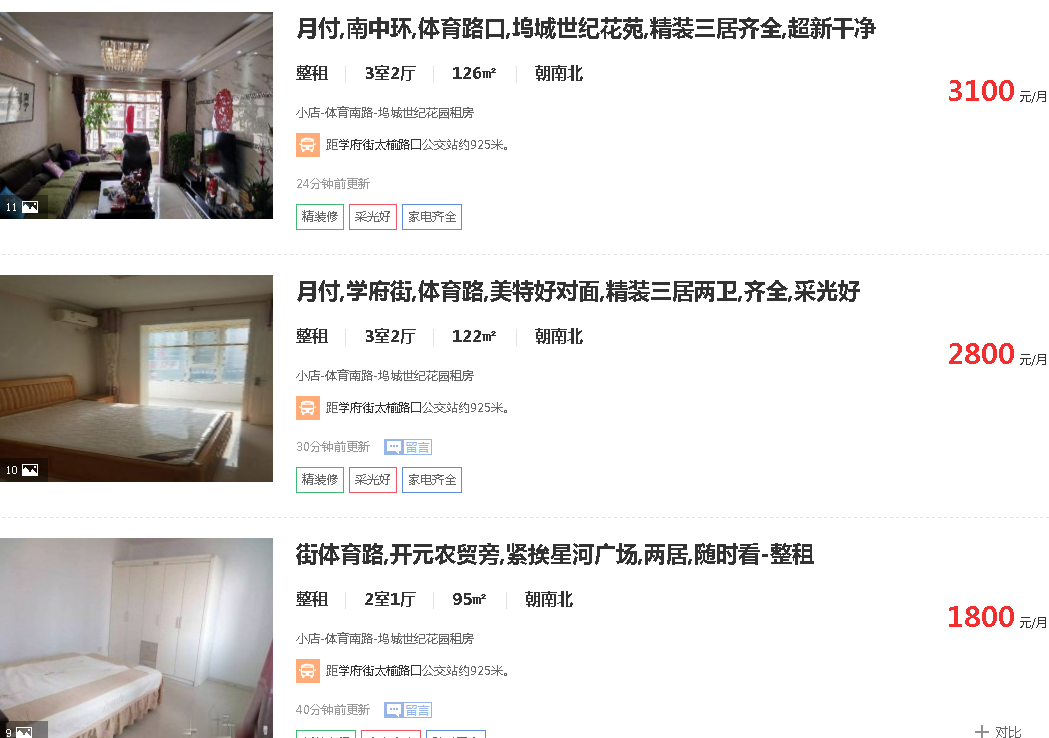 月付,南中环,体育路口,坞城世纪花苑,精装三居齐全,超新干净
整租 3室2厅 126㎡ 朝南北
3100 元/月
小店-体育南路-坞城世纪花园租房
距学府街太榆路口公交站约925米。
24分钟前更新
11
精装修 采光好 家电齐全
月付,学府街,体育路,美特好对面,精装三居两卫,齐全,采光好
整租 3室2厅 122㎡ 朝南北
2800 元/月
小店-体育南路-坞城世纪花园租房
距学府街太榆路口公交站约925米。
30分钟前更新 留言
10
精装修 采光好 家电齐全
街体育路,开元农贸旁,紧挨星河广场,两居,随时看-整租
整租 2室1厅 95㎡ 朝南北
1800 元/月
小店-体育南路-坞城世纪花园租房
距学府街太榆路口公交站约925米。
40分钟前更新 留言
9
对比